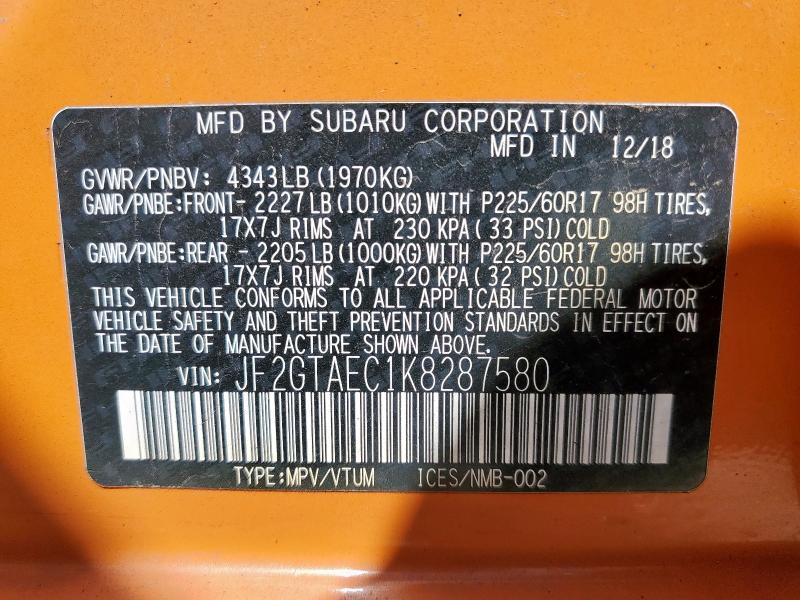 MFD BY SUBARU CORPORATION
MFD IN 12/18
GVWR/PNBV: 4343LB (1970KG)
GAWR/PNBE:FRONT- 2227 LB (1010KG) WITH P225/60R17 98H TIRES,
17X7J RIMS AT 230 KPA ( 33 PSI) COLD
GAWR/PNBE:REAR - 2205 LB (1000KG) WITH P225/60R17 98H TIRES,
17X7J RIMS AT 220 KPA ( 32 PSI) COLD
THIS VEHICLE CONFORMS TO ALL APPLICABLE FEDERAL MOTOR
VEHICLE SAFETY AND THEFT PREVENTION STANDARDS IN EFFECT ON
THE DATE OF MANUFACTURE SHOWN ABOVE.
VIN: JF2GTAEC1K8287580
TYPE:MPV/VTUM ICES/NMB-002